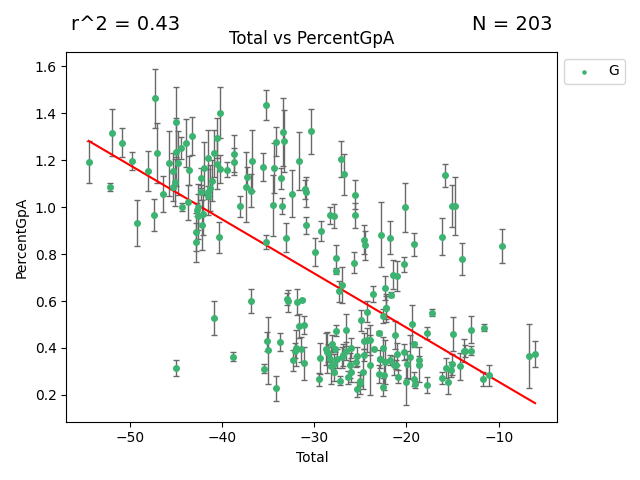 r^2 = 0.43
N = 203
Total vs PercentGpA
G
PercentGpA
1.6
1.4
1.2
1.0
0.8
0.6
0.4
0.2
−50
−40
−30
−20
−10
Total